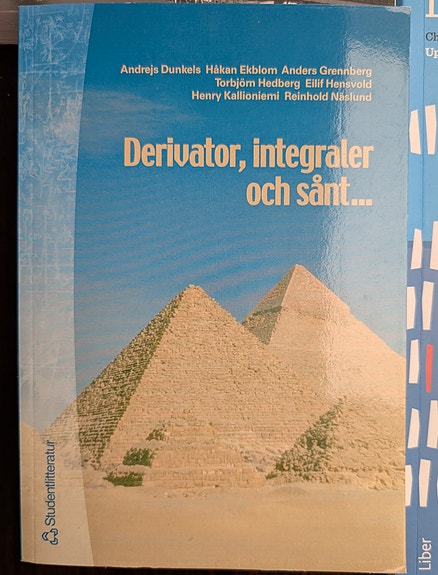 Andrejs Dunkels Håkan Ekblom Anders Grennberg
Torbjörn Hedberg Eilif Hensvold
Henry Kallioniemi Reinhold Näslund
Derivator, integraler
och sånt...
Studentlitteratur
Liber